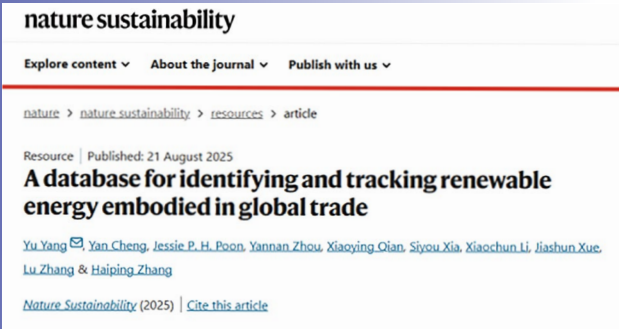 nature sustainability
Explore content About the journal Publish with us
nature > nature sustainability > resources > article
Resource | Published: 21 August 2025
A database for identifying and tracking renewable
energy embodied in global trade
Yu Yang, Yan Cheng, Jessie P. H. Poon, Yannan Zhou, Xiaoying Qian, Siyou Xia, Xiaochun Li, Jiashun Xue,
Lu Zhang & Haiping Zhang
Nature Sustainability (2025) | Cite this article